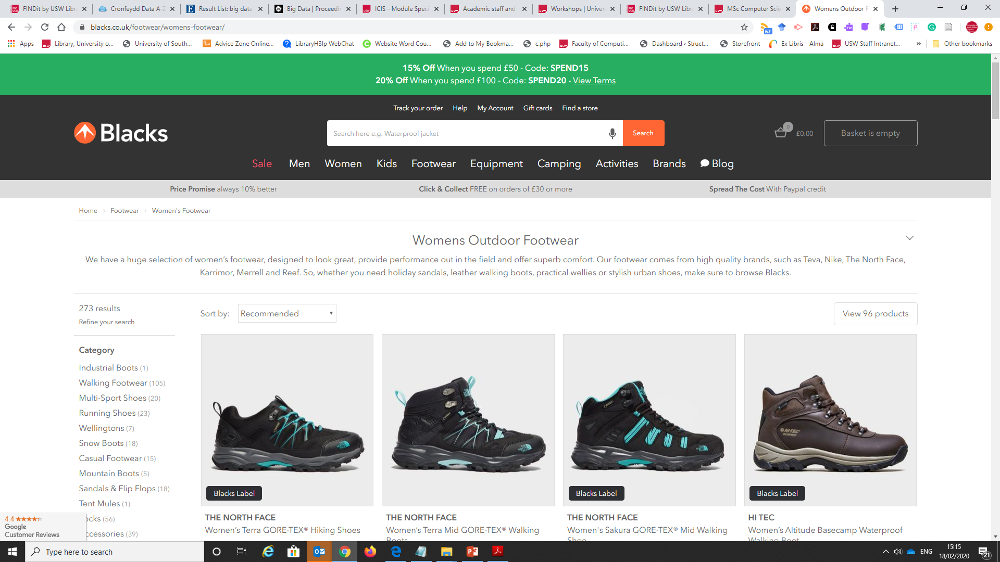 FINDit by USW Libra
Cronfeydd Data A-Z
Result List: big data
Big Data | Proceedin
ICIS - Module Speci
Academic staff and
Workshops | Univer
FINDit by USW Libra
MSc Computer Scie
Womens Outdoor F
blacks.co.uk/footwear/womens-footwear/
67
Apps
Library, University o...
University of South...
Advice Zone Online...
LibraryH3lp WebChat
Website Word Cou...
Add to My Bookma...
c.php
Faculty of Computi...
Dashboard ‹ Struct...
Storefront
Ex Libris - Alma
USW Staff Intranet...
»
Other bookmarks
15% Off When you spend £50 - Code: SPEND15
20% Off When you spend £100 - Code: SPEND20 - View Terms
Track your order Help My Account Gift cards Find a store
Blacks
Search here e.g. Waterproof jacket
Search
0
£0.00
Basket is empty
Sale Men Women Kids Footwear Equipment Camping Activities Brands Blog
Price Promise always 10% better
Click & Collect FREE on orders of £30 or more
Spread The Cost With Paypal credit
Home › Footwear › Women's Footwear
Womens Outdoor Footwear
We have a huge selection of women’s footwear, designed to look great, provide performance out in the field and offer superb comfort. Our footwear comes from high quality brands, such as Teva, Nike, The North Face,
Karrimor, Merrell and Reef. So, whether you need holiday sandals, leather walking boots, practical wellies or stylish urban shoes, make sure to browse Blacks.
273 results
Refine your search
Sort by: Recommended
View 96 products
Category
Industrial Boots (1)
Walking Footwear (105)
Multi-Sport Shoes (20)
Running Shoes (23)
Wellingtons (7)
Snow Boots (18)
Casual Footwear (15)
Mountain Boots (5)
Sandals & Flip Flops (18)
Tent Mules (1)
ocks (56)
ccessories (39)
4.4
Google
Customer Reviews
HI-TEC
Blacks Label
Blacks Label
Blacks Label
THE NORTH FACE
Women’s Terra GORE-TEX® Hiking Shoes
THE NORTH FACE
Women’s Terra Mid GORE-TEX® Walking
Boots
THE NORTH FACE
Women's Sakura GORE-TEX® Mid Walking
Shoe
HI TEC
Women’s Altitude Basecamp Waterproof
Walking Boot
Type here to search
ENG
15:15
18/02/2020
21